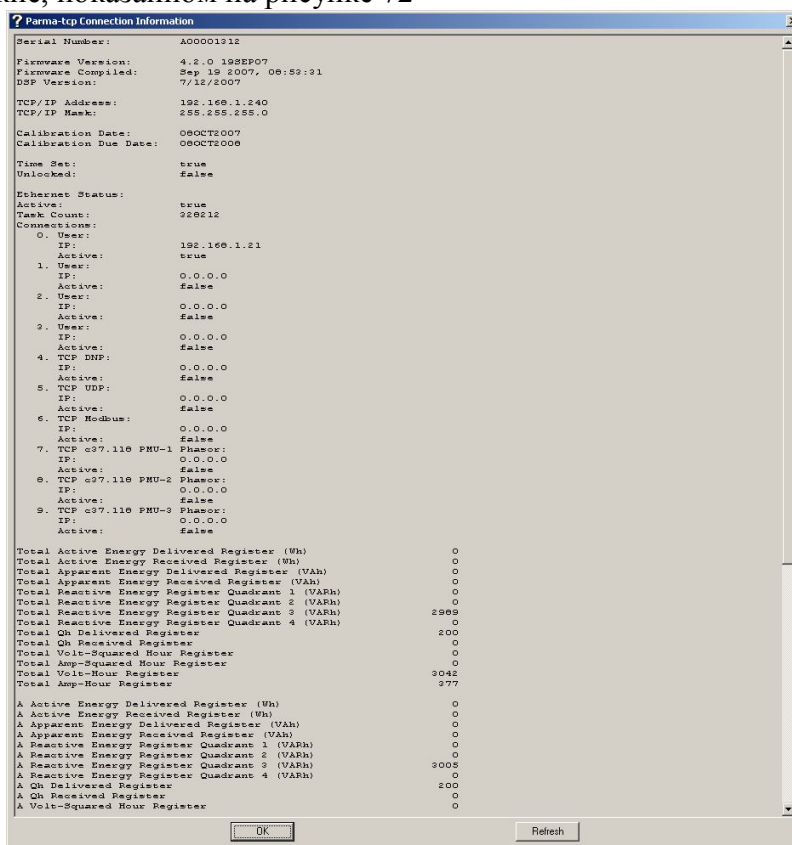 показанном на рисунке 72
Parma-tcp Connection Information
Serial Number: A00001312
Firmware Version: 4.2.0 19SEP07
Firmware Compiled: Sep 19 2007, 08:53:31
DSP Version: 7/12/2007
TCP/IP Address: 192.168.1.240
TCP/IP Mask: 255.255.255.0
Calibration Date: 08OCT2007
Calibration Due Date: 08OCT2008
Time Set: true
Unlocked: false
Ethernet Status:
Active: true
Task Count: 328212
Connections:
0. User:
IP: 192.168.1.21
Active: true
1. User:
IP: 0.0.0.0
Active: false
2. User:
IP: 0.0.0.0
Active: false
3. User:
IP: 0.0.0.0
Active: false
4. TCP DNP:
IP: 0.0.0.0
Active: false
5. TCP UDP:
IP: 0.0.0.0
Active: false
6. TCP Modbus:
IP: 0.0.0.0
Active: false
7. TCP c37.118 PMU-1 Phasor:
IP: 0.0.0.0
Active: false
8. TCP c37.118 PMU-2 Phasor:
IP: 0.0.0.0
Active: false
9. TCP c37.118 PMU-3 Phasor:
IP: 0.0.0.0
Active: false
Total Active Energy Delivered Register (Wh) 0
Total Active Energy Received Register (Wh) 0
Total Apparent Energy Delivered Register (VAh) 0
Total Apparent Energy Received Register (VAh) 0
Total Reactive Energy Register Quadrant 1 (VARh) 0
Total Reactive Energy Register Quadrant 2 (VARh) 0
Total Reactive Energy Register Quadrant 3 (VARh) 2989
Total Reactive Energy Register Quadrant 4 (VARh) 0
Total Qh Delivered Register 200
Total Qh Received Register 0
Total Volt-Squared Hour Register 0
Total Amp-Squared Hour Register 0
Total Volt-Hour Register 3042
Total Amp-Hour Register 377
A Active Energy Delivered Register (Wh) 0
A Active Energy Received Register (Wh) 0
A Apparent Energy Delivered Register (VAh) 0
A Apparent Energy Received Register (VAh) 0
A Reactive Energy Register Quadrant 1 (VARh) 0
A Reactive Energy Register Quadrant 2 (VARh) 0
A Reactive Energy Register Quadrant 3 (VARh) 3005
A Reactive Energy Register Quadrant 4 (VARh) 0
A Qh Delivered Register 200
A Qh Received Register 0
A Volt-Squared Hour Register 0
OK Refresh